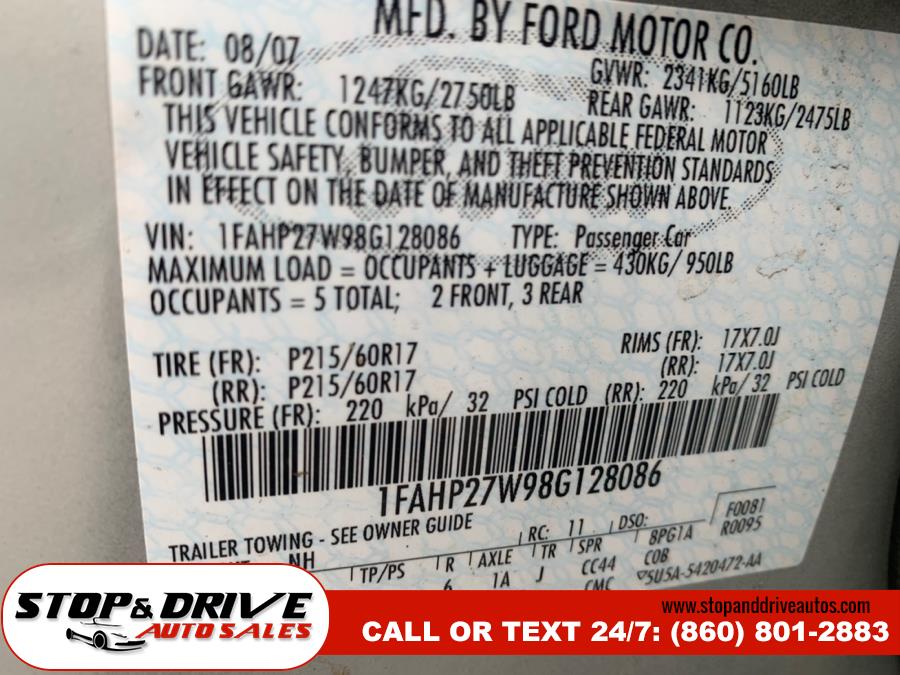 MFD. BY FORD MOTOR CO.
DATE: 08/07
GVWR: 2341KG/5160LB
FRONT GAWR: 1247KG/2750LB
REAR GAWR: 1123KG/2475LB
THIS VEHICLE CONFORMS TO ALL APPLICABLE FEDERAL MOTOR
VEHICLE SAFETY, BUMPER, AND THEFT PREVENTION STANDARDS
IN EFFECT ON THE DATE OF MANUFACTURE SHOWN ABOVE.
VIN: 1FAHP27W98G128086 TYPE: Passenger Car
MAXIMUM LOAD = OCCUPANTS + LUGGAGE = 430KG/ 950LB
OCCUPANTS = 5 TOTAL; 2 FRONT, 3 REAR
TIRE (FR): P215/60R17 RIMS (FR): 17X7.0J
(RR): P215/60R17 (RR): 17X7.0J
PRESSURE (FR): 220 kPa/ 32 PSI COLD (RR): 220 kPa/ 32 PSI COLD
1FAHP27W98G128086
TRAILER TOWING - SEE OWNER GUIDE
RC: 11 DSO: F0081
NH 8PG1A R0095
TP/PS R AXLE TR SPR COB
6 1A J CC44 5U5A-5420472-AA
CMC
STOP & DRIVE
AUTO SALES
www.stopanddriveautos.com
CALL OR TEXT 24/7: (860) 801-2883